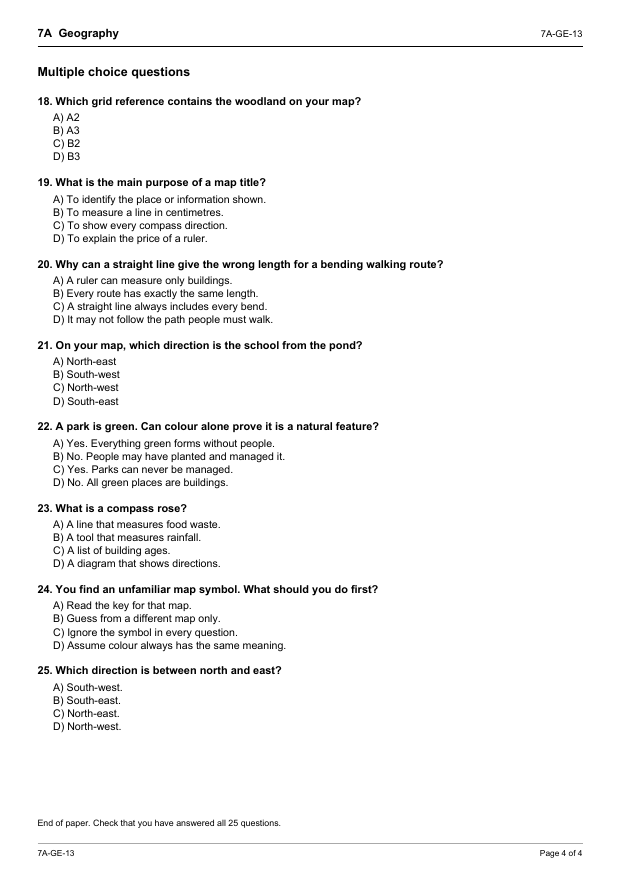 7A Geography
7A-GE-13
Multiple choice questions
18. Which grid reference contains the woodland on your map?
A) A2
B) A3
C) B2
D) B3
19. What is the main purpose of a map title?
A) To identify the place or information shown.
B) To measure a line in centimetres.
C) To show every compass direction.
D) To explain the price of a ruler.
20. Why can a straight line give the wrong length for a bending walking route?
A) A ruler can measure only buildings.
B) Every route has exactly the same length.
C) A straight line always includes every bend.
D) It may not follow the path people must walk.
21. On your map, which direction is the school from the pond?
A) North-east
B) South-west
C) North-west
D) South-east
22. A park is green. Can colour alone prove it is a natural feature?
A) Yes. Everything green forms without people.
B) No. People may have planted and managed it.
C) Yes. Parks can never be managed.
D) No. All green places are buildings.
23. What is a compass rose?
A) A line that measures food waste.
B) A tool that measures rainfall.
C) A list of building ages.
D) A diagram that shows directions.
24. You find an unfamiliar map symbol. What should you do first?
A) Read the key for that map.
B) Guess from a different map only.
C) Ignore the symbol in every question.
D) Assume colour always has the same meaning.
25. Which direction is between north and east?
A) South-west.
B) South-east.
C) North-east.
D) North-west.
End of paper. Check that you have answered all 25 questions.
7A-GE-13
Page 4 of 4